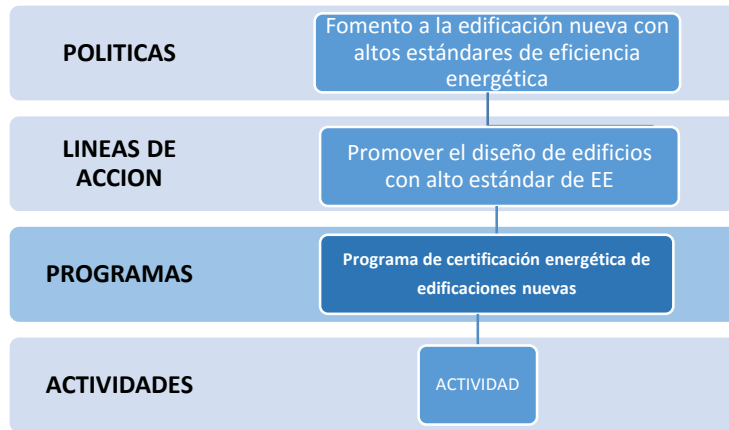 POLITICAS
Fomento a la edificación nueva con
altos estándares de eficiencia
energética
LINEAS DE
ACCION
Promover el diseño de edificios
con alto estándar de EE
PROGRAMAS
Programa de certificación energética de
edificaciones nuevas
ACTIVIDADES
ACTIVIDAD